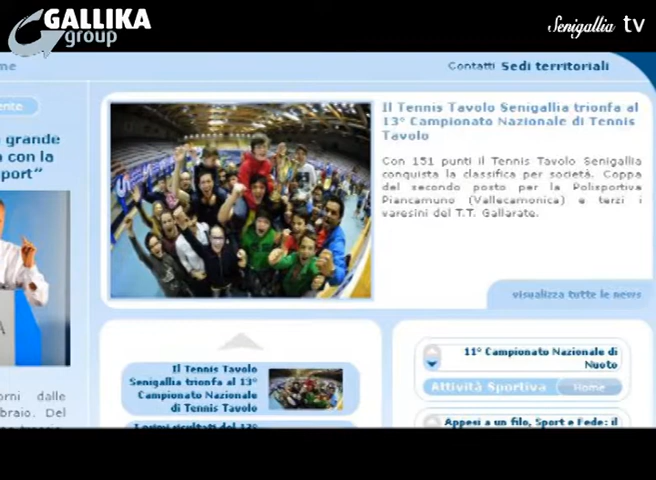 GALLIKA
group
Senigallia tv
Contatti Sedi territoriali
grande
con la
port”
Il Tennis Tavolo Senigallia trionfa al
13° Campionato Nazionale di Tennis
Tavolo
Con 151 punti il Tennis Tavolo Senigallia
conquista la classifica per società. Coppa
del secondo posto per la Polisportiva
Piancamuno (Vallecamonica) e terzi i
varesini del T.T. Gallarate.
visualizza tutte le news
Il Tennis Tavolo
Senigallia trionfa al 13°
Campionato Nazionale
di Tennis Tavolo
I primi risultati del 13°
11° Campionato Nazionale di
Nuoto
Attività Sportiva Home
Appesi a un filo, Sport e Fede: il
orni dalle
braio. Del